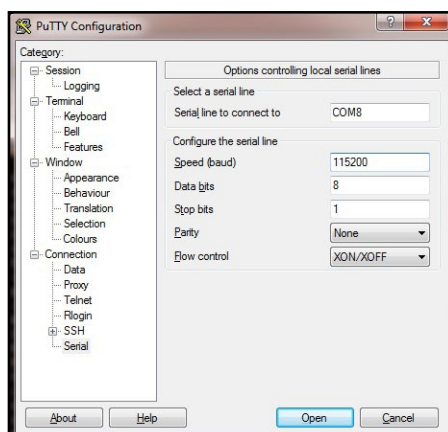 PuTTY Configuration
Category:
Session
Logging
Terminal
Keyboard
Bell
Features
Window
Appearance
Behaviour
Translation
Selection
Colours
Connection
Data
Proxy
Telnet
Rlogin
SSH
Serial
Options controlling local serial lines
Select a serial line
Serial line to connect to COM8
Configure the serial line
Speed (baud) 115200
Data bits 8
Stop bits 1
Parity None
Flow control XON/XOFF
About Help Open Cancel